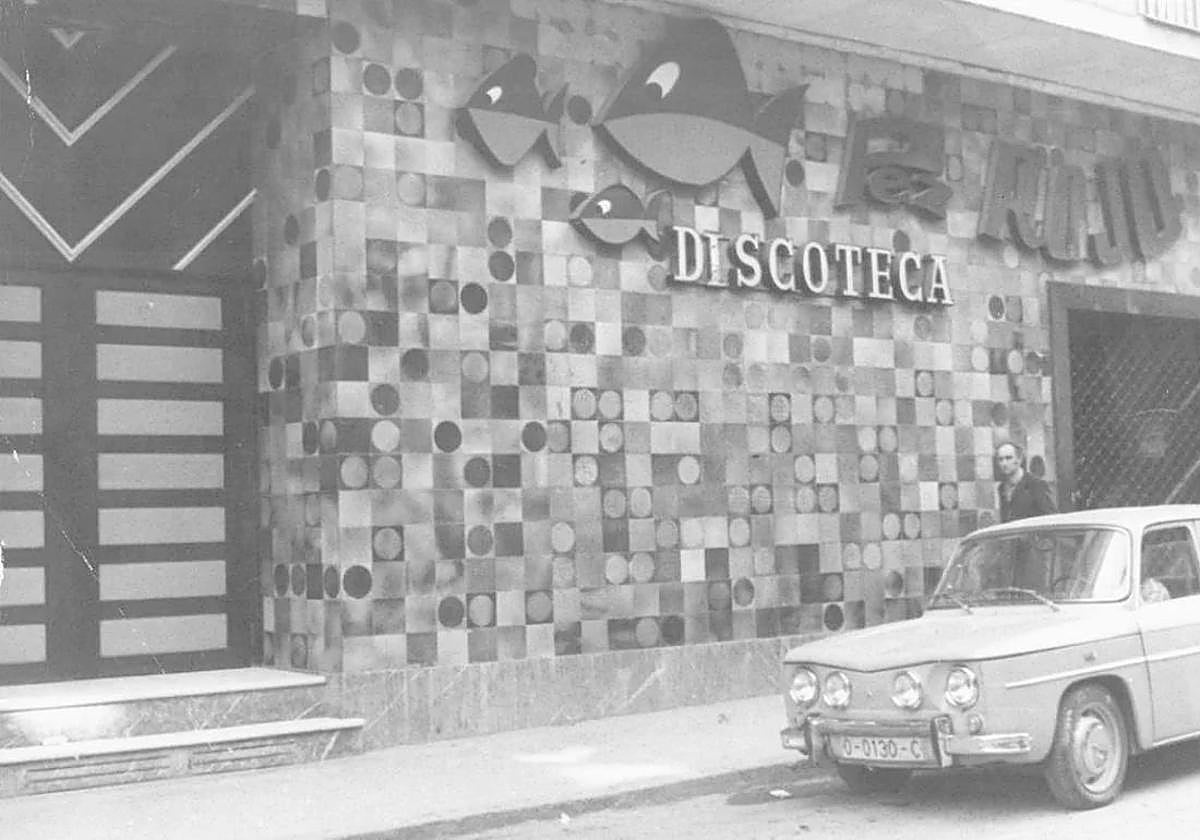 Pez ROJO
DISCOTECA
O-0130-C